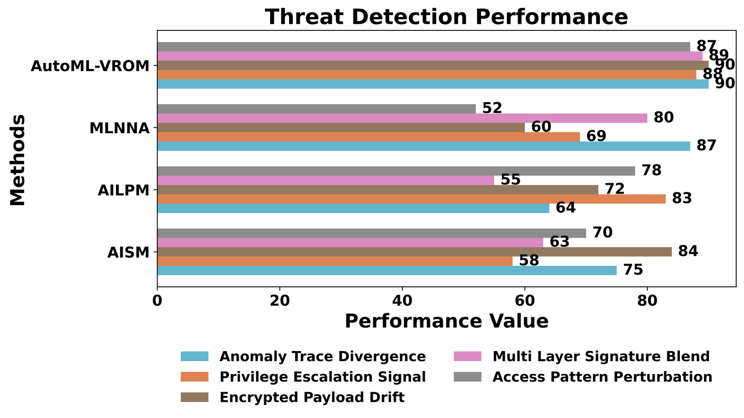 Threat Detection Performance
Methods
AutoML-VROM
87
89
90
88
90
MLNNA
52
80
60
69
87
AILPM
78
55
72
83
64
AISM
70
63
84
58
75
0 20 40 60 80
Performance Value
Anomaly Trace Divergence
Privilege Escalation Signal
Encrypted Payload Drift
Multi Layer Signature Blend
Access Pattern Perturbation